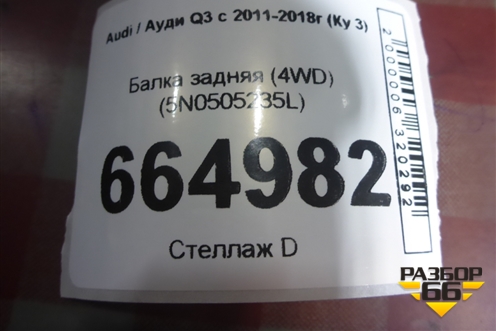 Audi / Ауди Q3 с 2011-2018г (Ку 3)
Балка задняя (4WD)
(5N0505235L)
664982
Стеллаж D
2000006320292
РАЗБОР
66